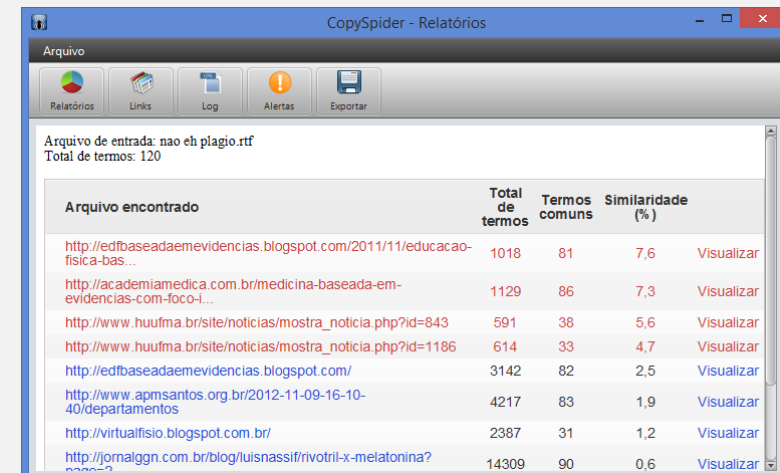 CopySpider - Relatórios
Arquivo
Relatórios Links Log Alertas Exportar
Arquivo de entrada: nao eh plagio.rtf
Total de termos: 120
Arquivo encontrado
Total
de
termos
Termos
comuns
Similaridade
(%)
http://edfbaseadaemevidencias.blogspot.com/2011/11/educacao-
fisica-bas...
1018 81 7,6 Visualizar
http://academiamedica.com.br/medicina-baseada-em-
evidencias-com-foco-i...
1129 86 7,3 Visualizar
http://www.huufma.br/site/noticias/mostra_noticia.php?id=843 591 38 5,6 Visualizar
http://www.huufma.br/site/noticias/mostra_noticia.php?id=1186 614 33 4,7 Visualizar
http://edfbaseadaemevidencias.blogspot.com/ 3142 82 2,5 Visualizar
http://www.apmsantos.org.br/2012-11-09-16-10-
40/departamentos
4217 83 1,9 Visualizar
http://virtualfisio.blogspot.com.br/ 2387 31 1,2 Visualizar
http://jornalggn.com.br/blog/luisnassif/rivotril-x-melatonina?
14309 90 0,6 Visualizar